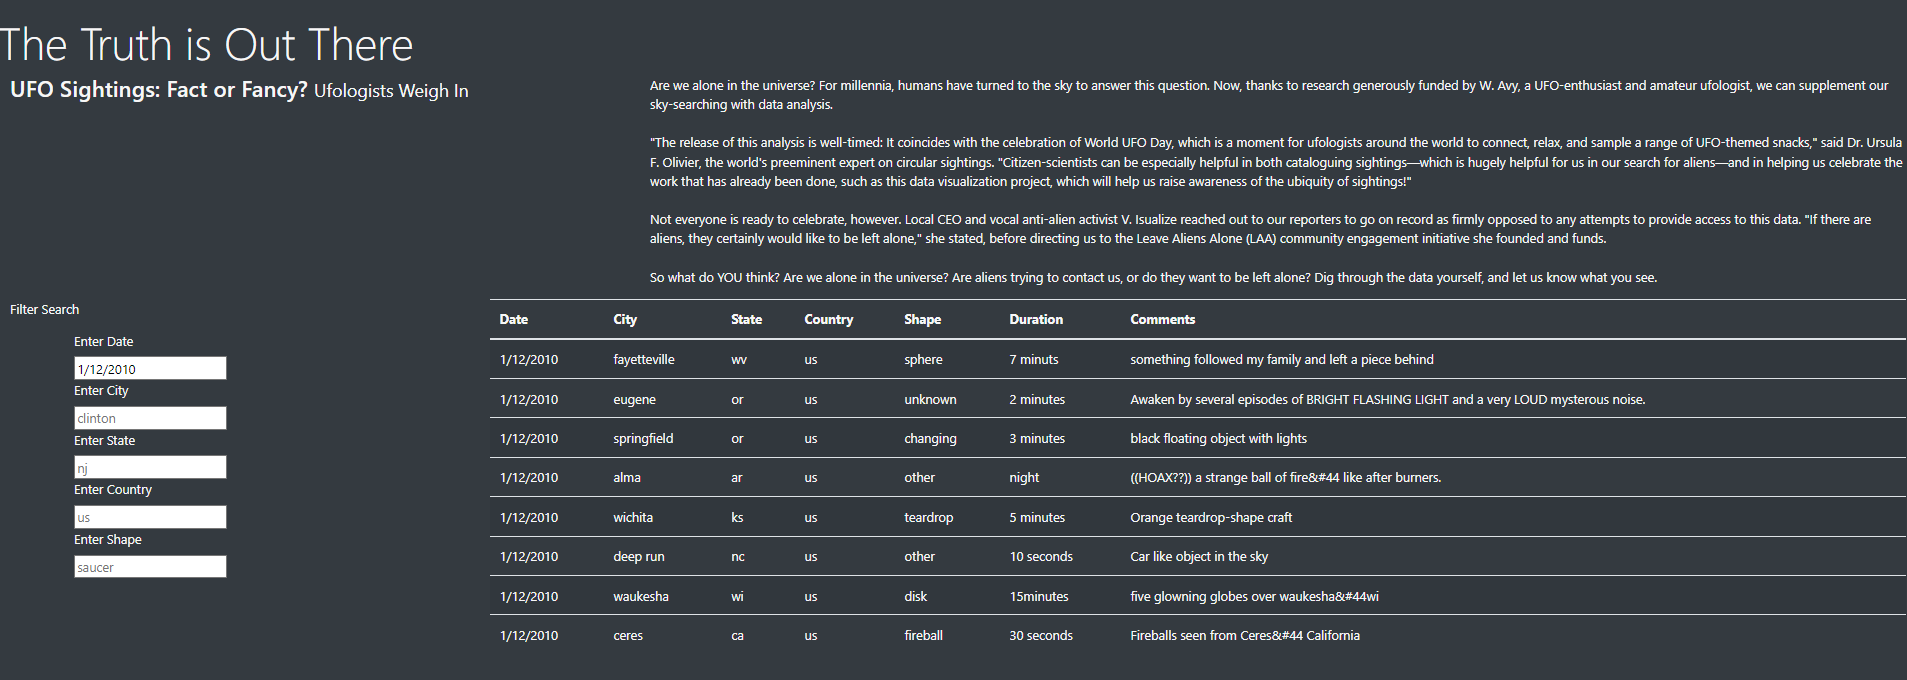 The Truth is Out There
UFO Sightings: Fact or Fancy? Ufologists Weigh In
Are we alone in the universe? For millennia, humans have turned to the sky to answer this question. Now, thanks to research generously funded by W. Avy, a UFO-enthusiast and amateur ufologist, we can supplement our
sky-searching with data analysis.
"The release of this analysis is well-timed: It coincides with the celebration of World UFO Day, which is a moment for ufologists around the world to connect, relax, and sample a range of UFO-themed snacks," said Dr. Ursula
F. Olivier, the world's preeminent expert on circular sightings. "Citizen-scientists can be especially helpful in both cataloguing sightings—which is hugely helpful for us in our search for aliens—and in helping us celebrate the
work that has already been done, such as this data visualization project, which will help us raise awareness of the ubiquity of sightings!"
Not everyone is ready to celebrate, however. Local CEO and vocal anti-alien activist V. Isualize reached out to our reporters to go on record as firmly opposed to any attempts to provide access to this data. "If there are
aliens, they certainly would like to be left alone," she stated, before directing us to the Leave Aliens Alone (LAA) community engagement initiative she founded and funds.
So what do YOU think? Are we alone in the universe? Are aliens trying to contact us, or do they want to be left alone? Dig through the data yourself, and let us know what you see.
Filter Search
Enter Date
1/12/2010
Enter City
clinton
Enter State
nj
Enter Country
us
Enter Shape
saucer
Date City State Country Shape Duration Comments
1/12/2010 fayetteville wv us sphere 7 minuts something followed my family and left a piece behind
1/12/2010 eugene or us unknown 2 minutes Awaken by several episodes of BRIGHT FLASHING LIGHT and a very LOUD mysterous noise.
1/12/2010 springfield or us changing 3 minutes black floating object with lights
1/12/2010 alma ar us other night ((HOAX??)) a strange ball of fire&#44 like after burners.
1/12/2010 wichita ks us teardrop 5 minutes Orange teardrop-shape craft
1/12/2010 deep run nc us other 10 seconds Car like object in the sky
1/12/2010 waukesha wi us disk 15minutes five glowning globes over waukesha&#44wi
1/12/2010 ceres ca us fireball 30 seconds Fireballs seen from Ceres&#44 California